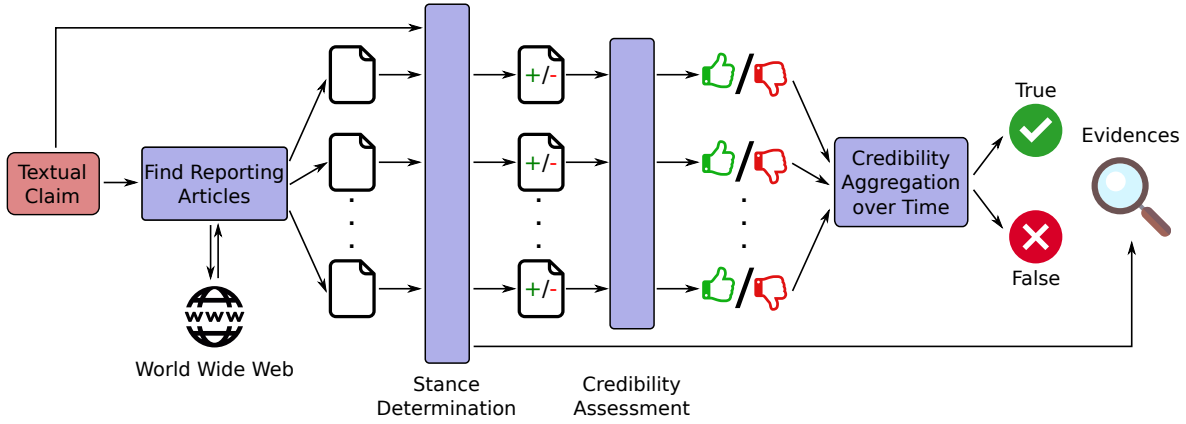 True
+/-
Evidences
Textual
Claim
Find Reporting
Articles
+/-
Credibility
Aggregation
over Time
+/-
False
www
World Wide Web
Stance
Determination
Credibility
Assessment